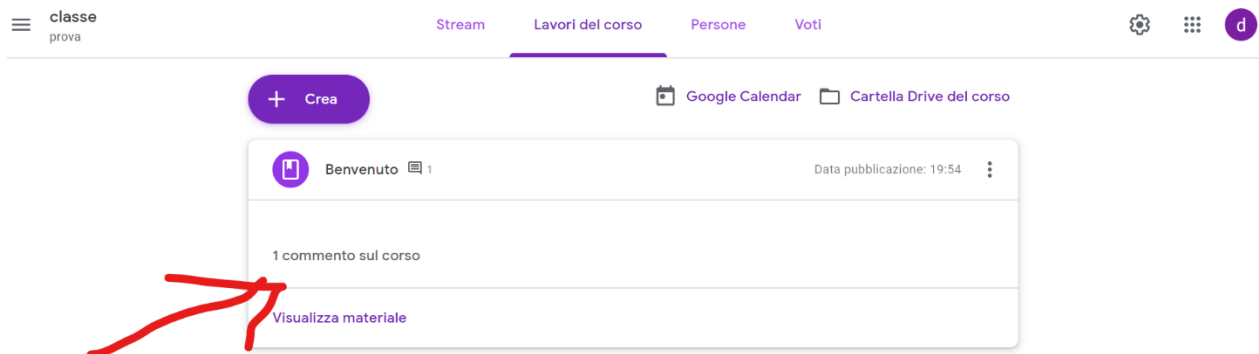 classe
prova
Stream Lavori del corso Persone Voti
d
+ Crea
Google Calendar Cartella Drive del corso
Benvenuto 1
Data pubblicazione: 19:54
1 commento sul corso
Visualizza materiale